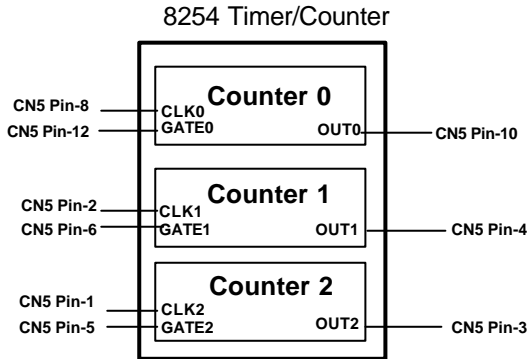 8254 Timer/Counter
Counter 0
CN5 Pin-8
CLK0
CN5 Pin-12
GATE0
OUT0
CN5 Pin-10
Counter 1
CN5 Pin-2
CLK1
CN5 Pin-6
GATE1
OUT1
CN5 Pin-4
Counter 2
CN5 Pin-1
CLK2
CN5 Pin-5
GATE2
OUT2
CN5 Pin-3